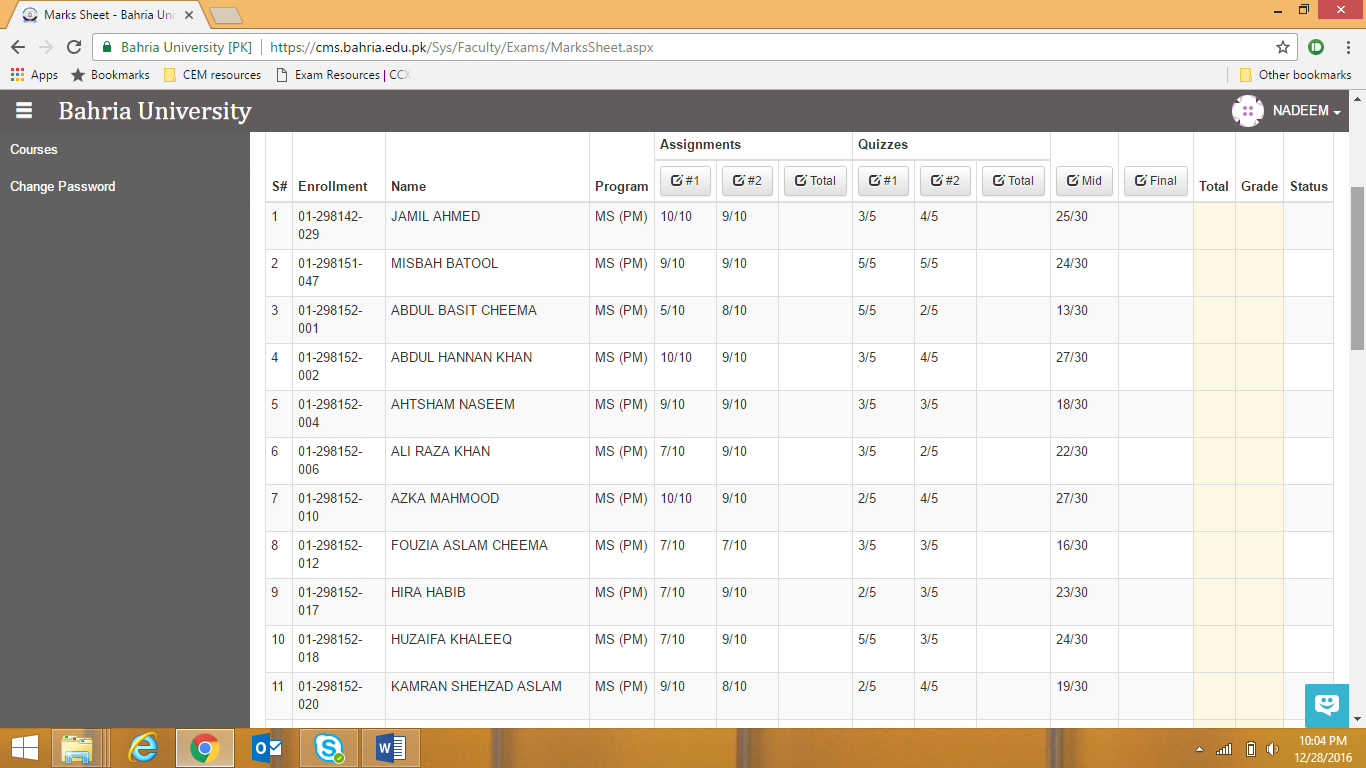 Marks Sheet - Bahria Un
Bahria University [PK] https://cms.bahria.edu.pk/Sys/Faculty/Exams/MarksSheet.aspx
Apps Bookmarks CEM resources Exam Resources | CCX Other bookmarks
Bahria University NADEEM
Courses
Change Password
Assignments Quizzes
S# Enrollment Name Program #1 #2 Total #1 #2 Total Mid Final Total Grade Status
1 01-298142- JAMIL AHMED MS (PM) 10/10 9/10 3/5 4/5 25/30
029
2 01-298151- MISBAH BATOOL MS (PM) 9/10 9/10 5/5 5/5 24/30
047
3 01-298152- ABDUL BASIT CHEEMA MS (PM) 5/10 8/10 5/5 2/5 13/30
001
4 01-298152- ABDUL HANNAN KHAN MS (PM) 10/10 9/10 3/5 4/5 27/30
002
5 01-298152- AHTSHAM NASEEM MS (PM) 9/10 9/10 3/5 3/5 18/30
004
6 01-298152- ALI RAZA KHAN MS (PM) 7/10 9/10 3/5 2/5 22/30
006
7 01-298152- AZKA MAHMOOD MS (PM) 10/10 9/10 2/5 4/5 27/30
010
8 01-298152- FOUZIA ASLAM CHEEMA MS (PM) 7/10 7/10 3/5 3/5 16/30
012
9 01-298152- HIRA HABIB MS (PM) 7/10 9/10 2/5 3/5 23/30
017
10 01-298152- HUZAIFA KHALEEQ MS (PM) 7/10 9/10 5/5 3/5 24/30
018
11 01-298152- KAMRAN SHEHZAD ASLAM MS (PM) 9/10 8/10 2/5 4/5 19/30
020
10:04 PM
12/28/2016